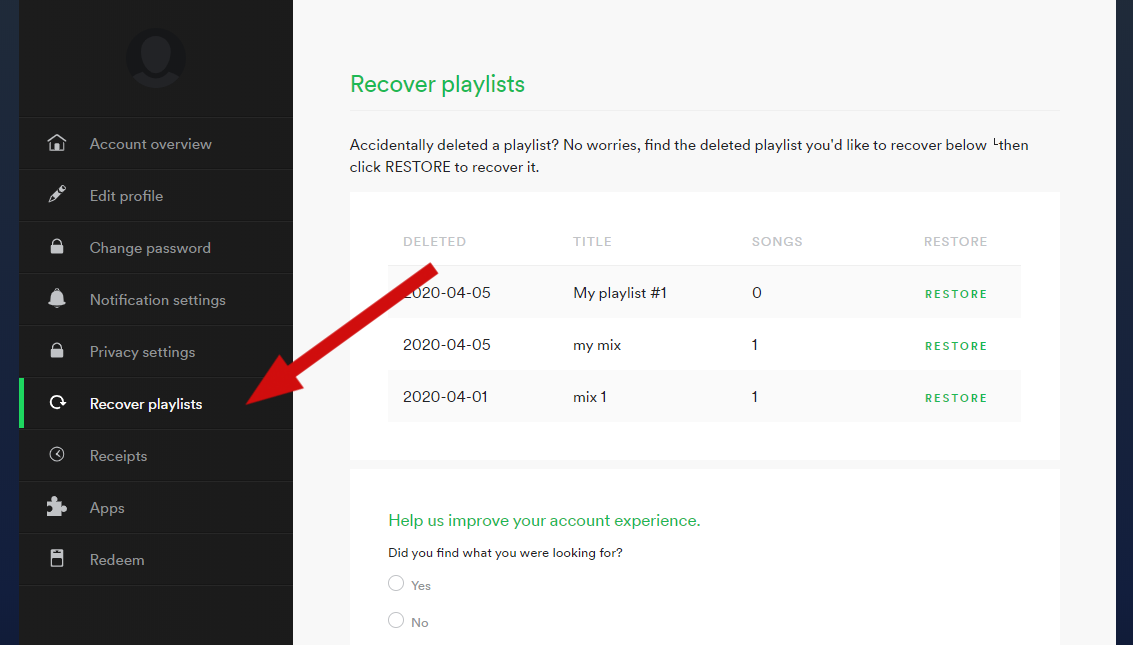 Account overview
Edit profile
Change password
Notification settings
Privacy settings
Recover playlists
Receipts
Apps
Redeem
Recover playlists
Accidentally deleted a playlist? No worries, find the deleted playlist you'd like to recover below then
click RESTORE to recover it.
DELETED TITLE SONGS RESTORE
2020-04-05 My playlist #1 0 RESTORE
2020-04-05 my mix 1 RESTORE
2020-04-01 mix 1 1 RESTORE
Help us improve your account experience.
Did you find what you were looking for?
Yes
No